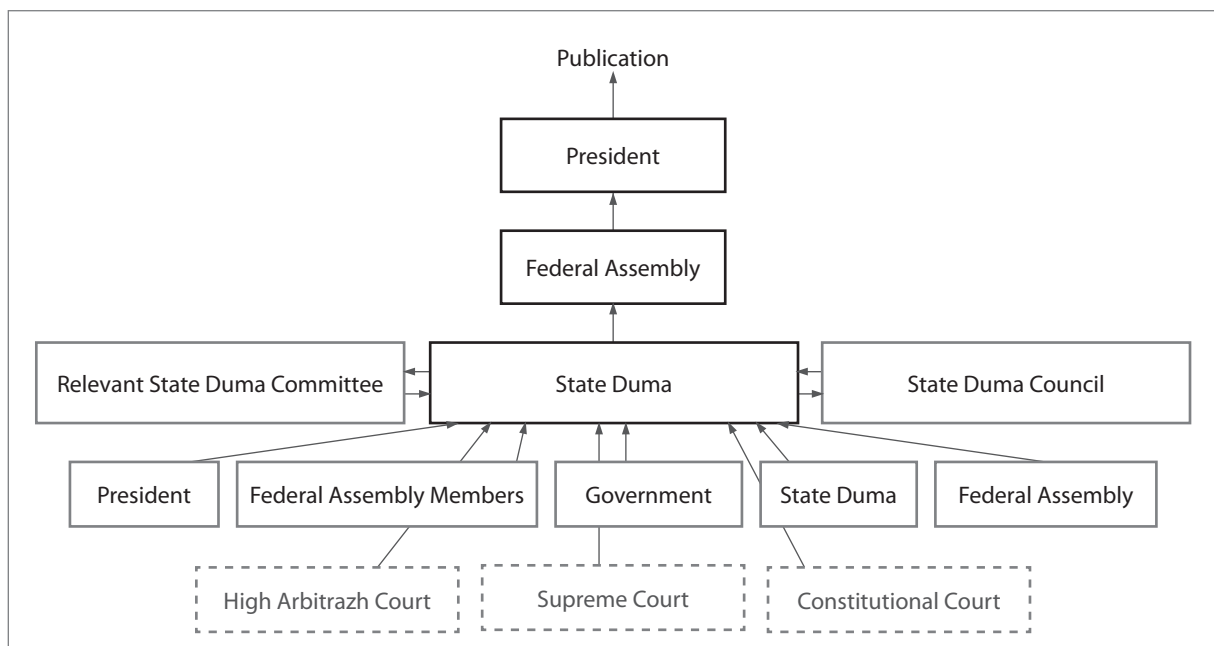 Publication
President
Federal Assembly
Relevant State Duma Committee
State Duma
State Duma Council
President
Federal Assembly Members
Government
State Duma
Federal Assembly
High Arbitrazh Court
Supreme Court
Constitutional Court